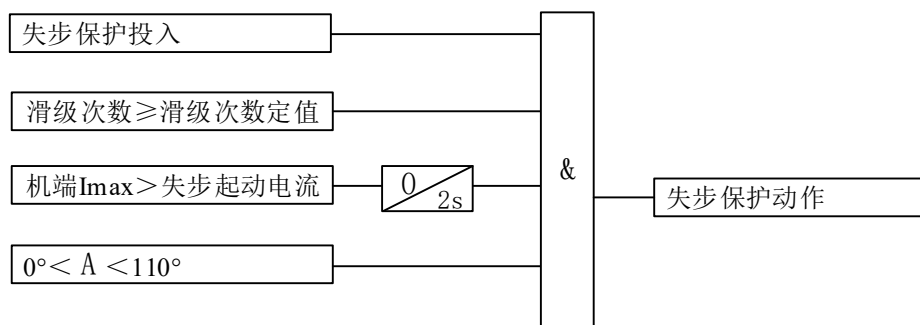 失步保护投入
滑级次数≥滑级次数定值
机端Imax＞失步起动电流
0
2s
0°＜ A ＜110°
&
失步保护动作